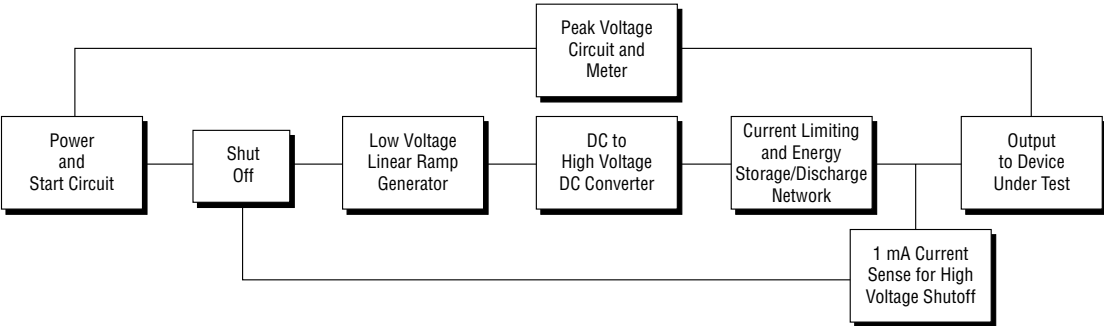 Peak Voltage
Circuit and
Meter
Power
and
Start Circuit
Shut
Off
Low Voltage
Linear Ramp
Generator
DC to
High Voltage
DC Converter
Current Limiting
and Energy
Storage/Discharge
Network
Output
to Device
Under Test
1 mA Current
Sense for High
Voltage Shutoff